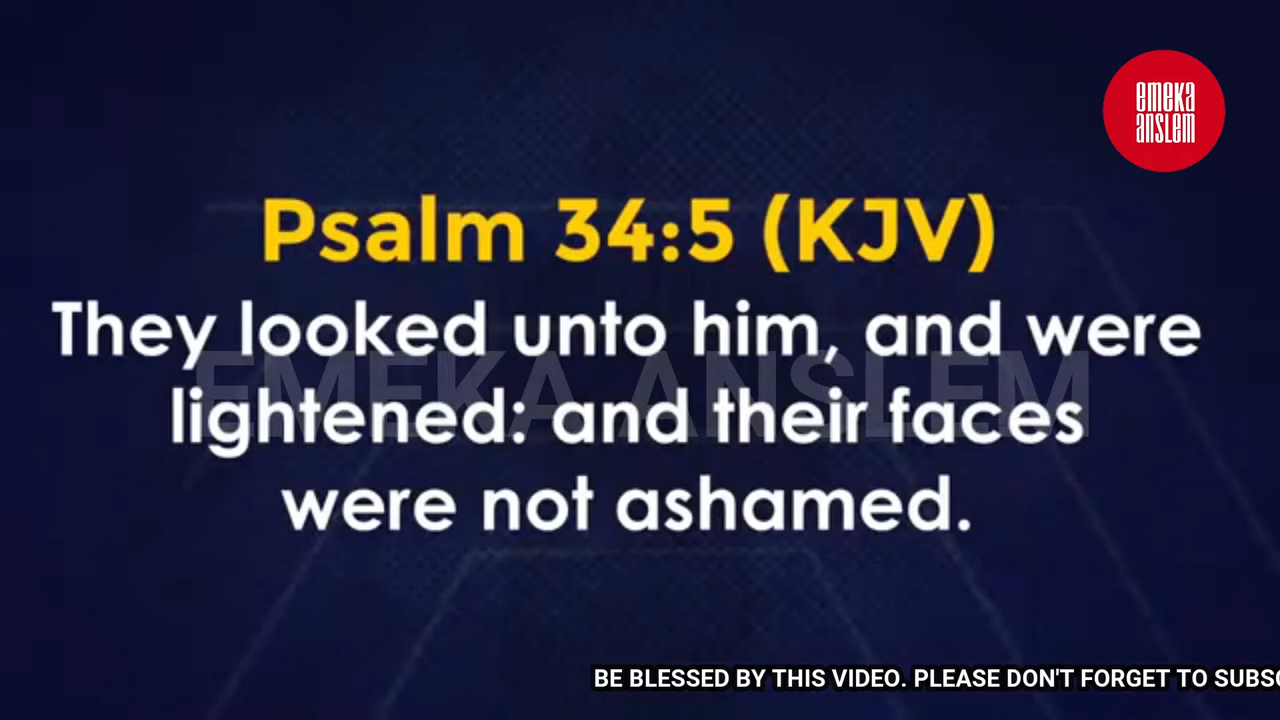 emeka
anslem
Psalm 34:5 (KJV)
They looked unto him, and were
lightened: and their faces
were not ashamed.
EMEKA ANSLEM
BE BLESSED BY THIS VIDEO. PLEASE DON'T FORGET TO SUBSC